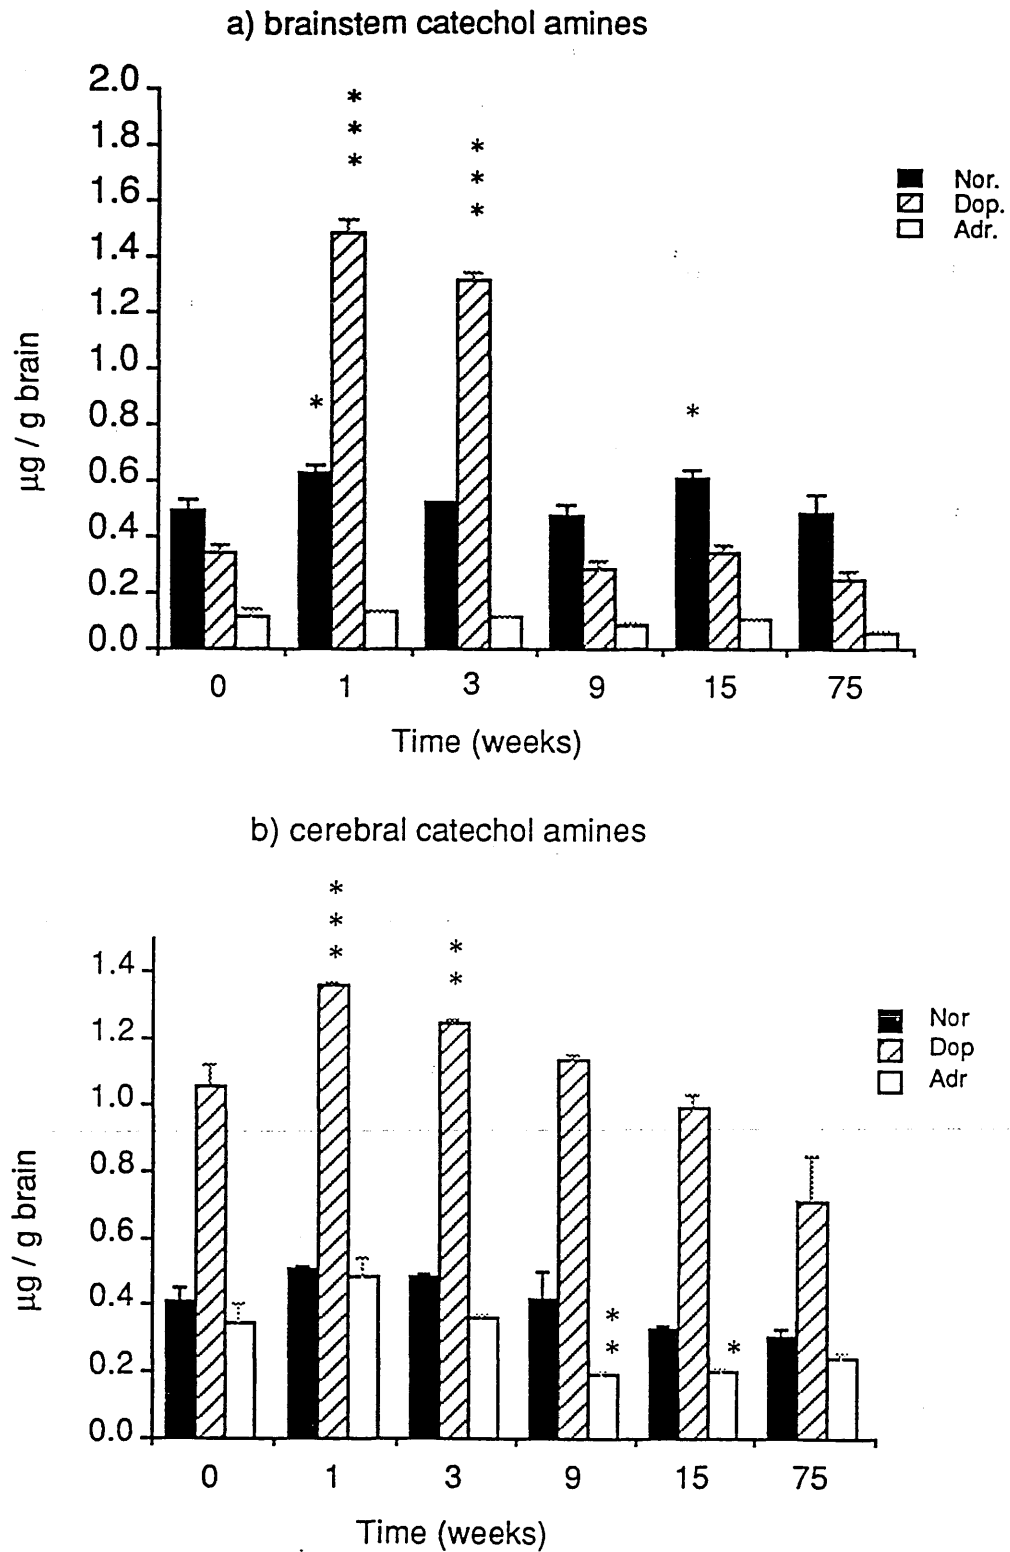 a) brainstem catechol amines
2.0
1.8
1.6
1.4
1.2
1.0
0.8
0.6
0.4
0.2
0.0
µg / g brain
* * *
* * *
*
*
Nor.
Dop.
Adr.
0 1 3 9 15 75
Time (weeks)
b) cerebral catechol amines
1.4
1.2
1.0
0.8
0.6
0.4
0.2
0.0
µg / g brain
* * *
* *
* *
*
Nor
Dop
Adr
0 1 3 9 15 75
Time (weeks)